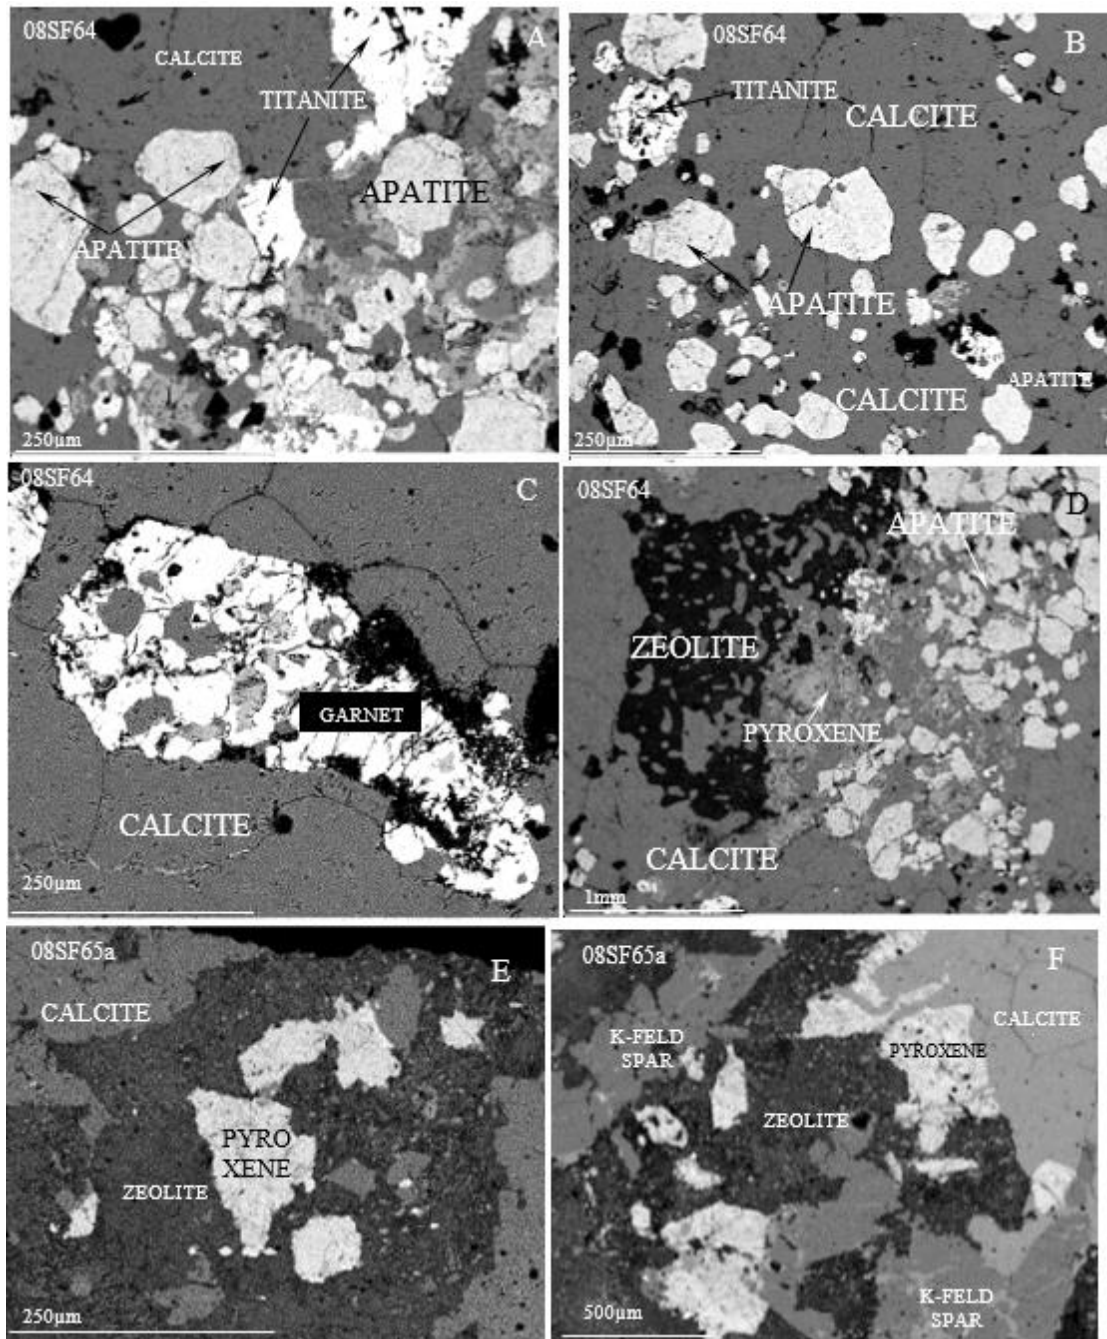 08SF64
A
CALCITE
TITANITE
APATITE
APATITE
250µm
08SF64
B
TITANITE
CALCITE
APATITE
APATITE
CALCITE
250µm
08SF64
C
GARNET
CALCITE
250µm
08SF64
D
APATITE
ZEOLITE
PYROXENE
CALCITE
1mm
08SF65a
E
CALCITE
PYRO
XENE
ZEOLITE
250µm
08SF65a
F
CALCITE
K-FELD
SPAR
PYROXENE
ZEOLITE
K-FELD
SPAR
500µm